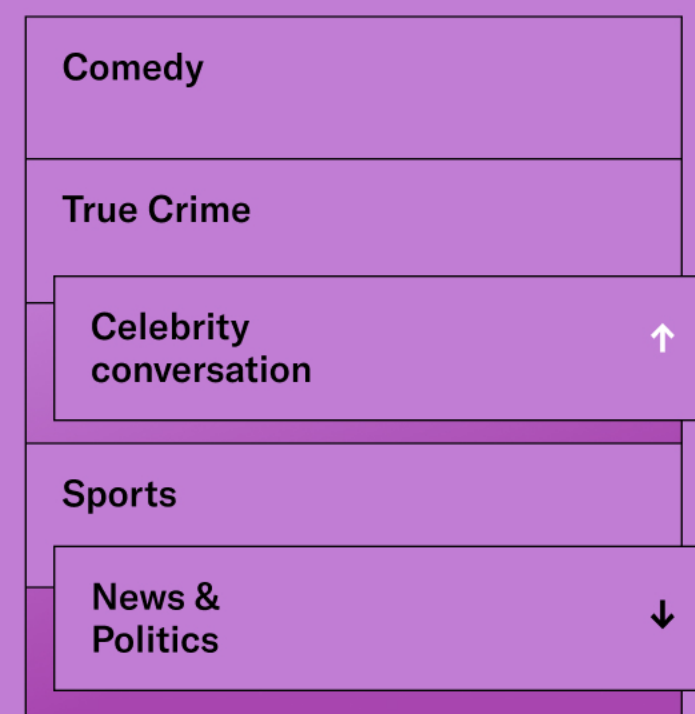 Comedy
True Crime
Celebrity
conversation
Sports
News &
Politics